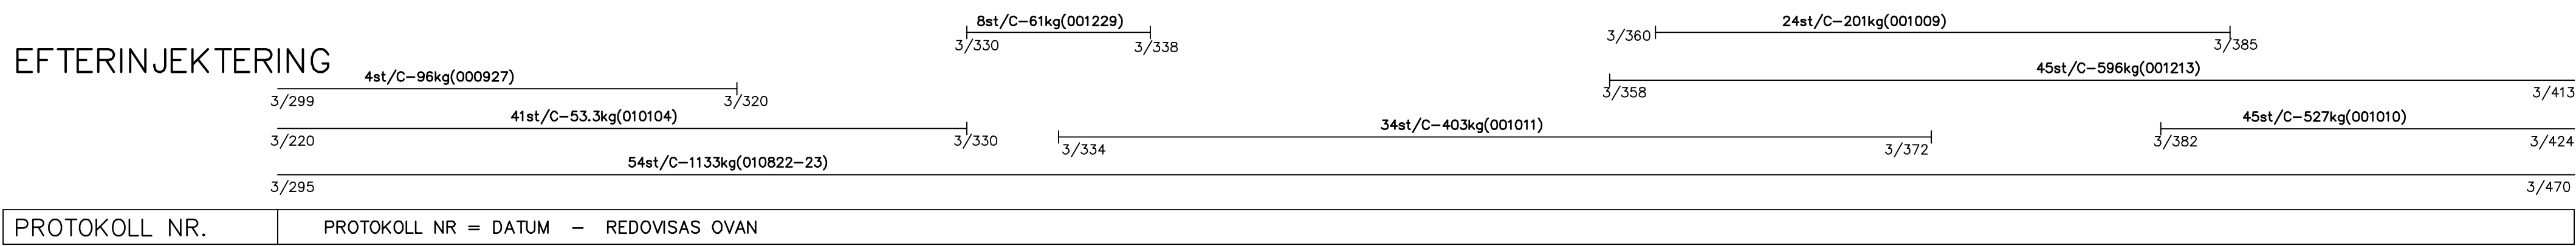 8st/C-61kg(001229)
24st/C-201kg(001009)
3/330
3/338
3/360
3/385
EFTERINJEKTERING
4st/C-96kg(000927)
45st/C-596kg(001213)
3/299
3/320
3/358
3/413
41st/C-53.3kg(010104)
34st/C-403kg(001011)
45st/C-527kg(001010)
3/220
3/330
3/334
3/372
3/382
3/424
54st/C-1133kg(010822-23)
3/295
3/470
PROTOKOLL NR.
PROTOKOLL NR = DATUM - REDOVISAS OVAN